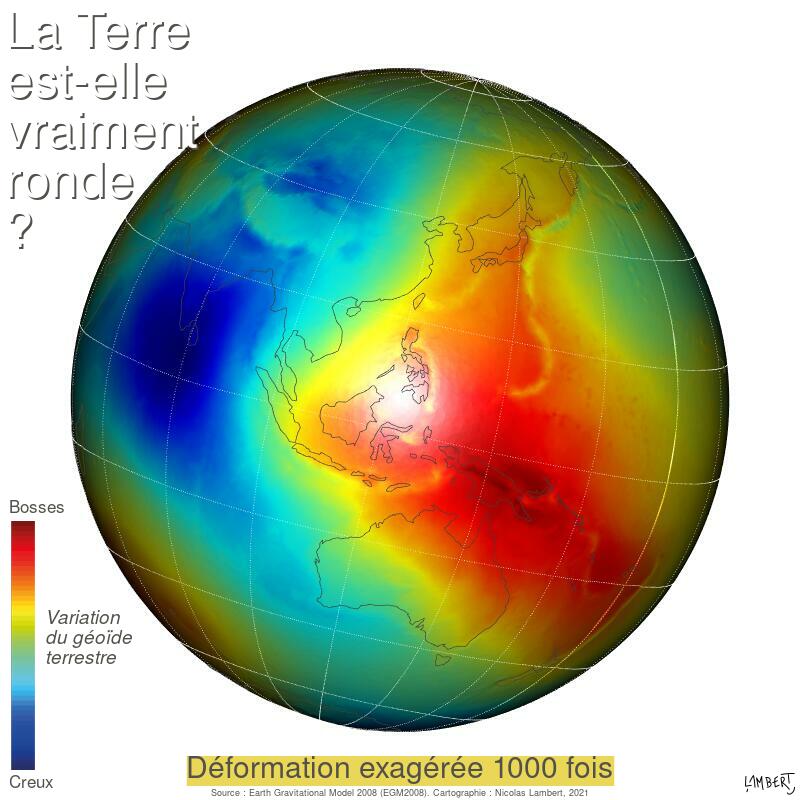 La Terre
est-elle
vraiment
ronde
?
Bosses
Variation
du géoïde
terrestre
Creux
Déformation exagérée 1000 fois
Source : Earth Gravitational Model 2008 (EGM2008). Cartographie : Nicolas Lambert, 2021
LAMBERT